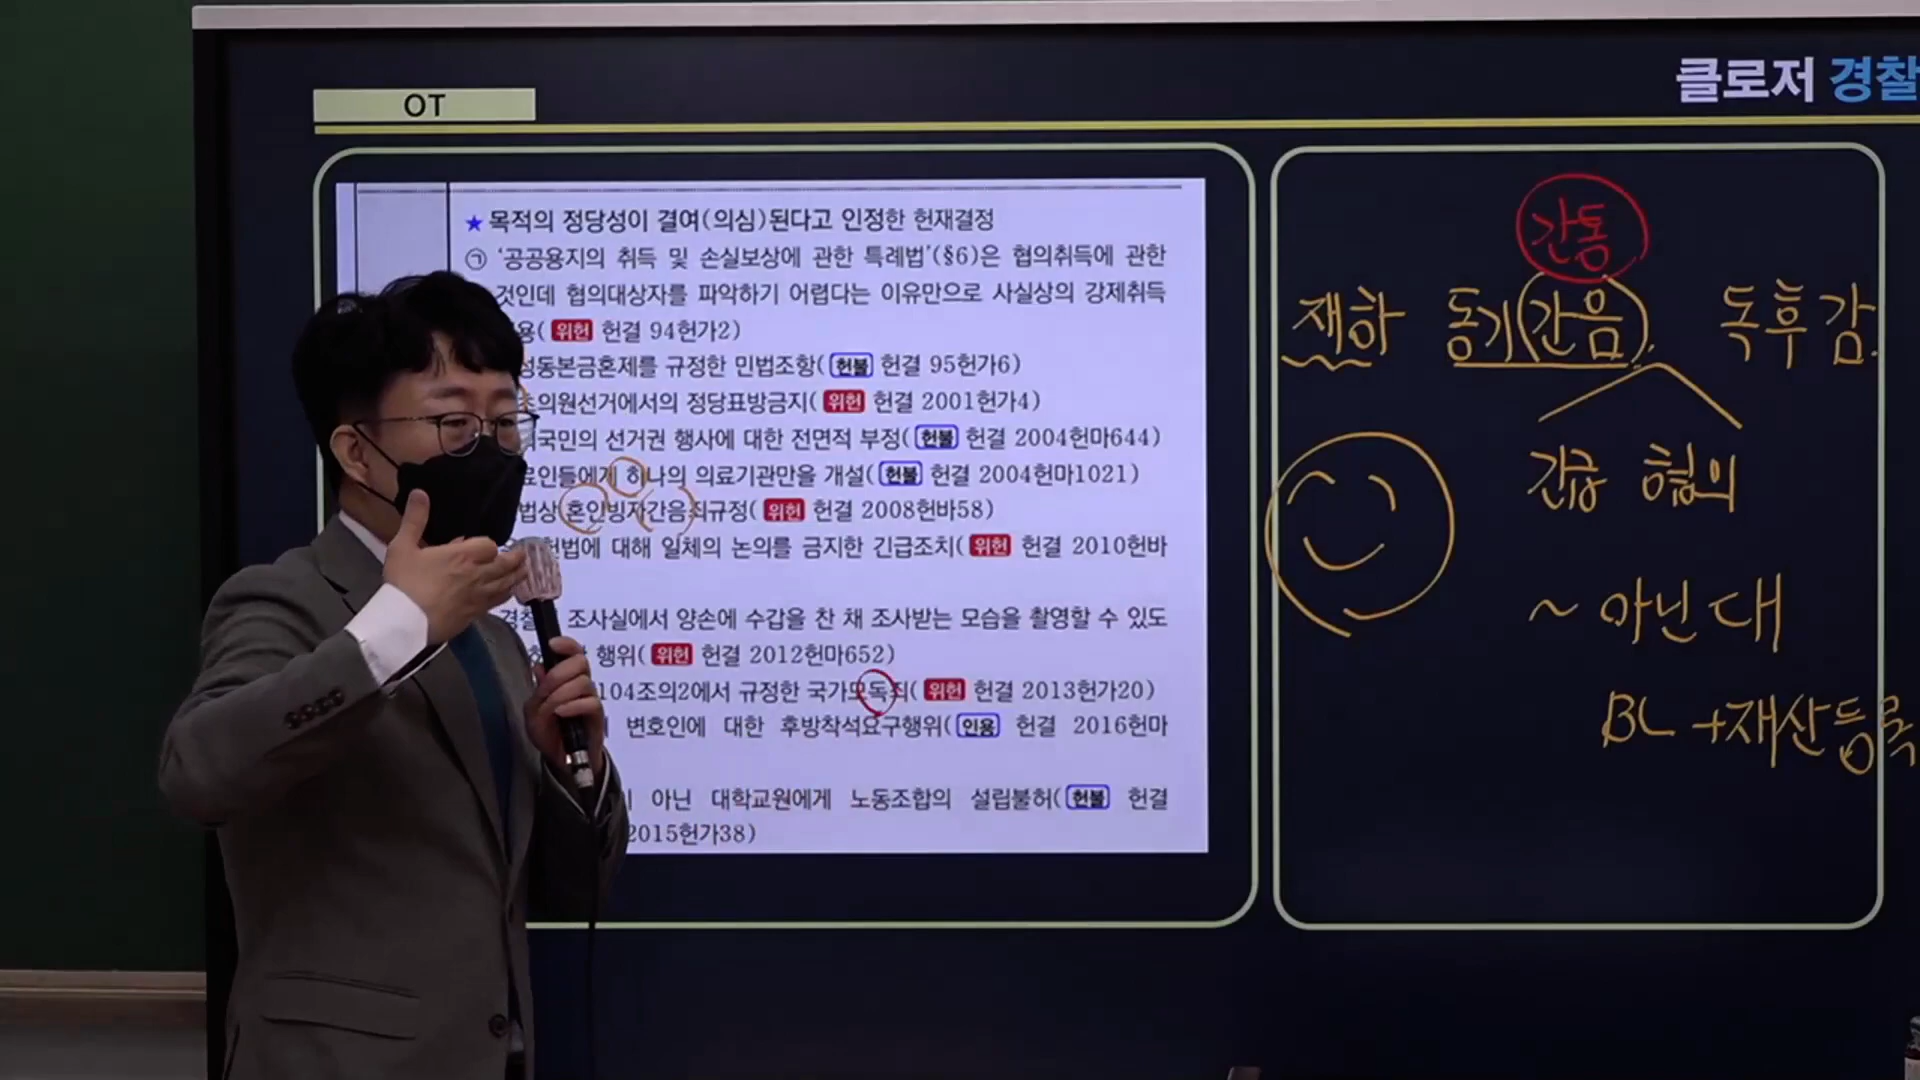 OT
클로저 경찰
★ 목적의 정당성이 결여(의심)된다고 인정한 헌재결정
㉠ ‘공공용지의 취득 및 손실보상에 관한 특례법’(§6)은 협의취득에 관한
것인데 협의대상자를 파악하기 어렵다는 이유만으로 사실상의 강제취득
용( 위헌 헌결 94헌가2)
성동본금혼제를 규정한 민법조항( 헌불 헌결 95헌가6)
초의원선거에서의 정당표방금지( 위헌 헌결 2001헌가4)
국민의 선거권 행사에 대한 전면적 부정( 헌불 헌결 2004헌마644)
료인들에게 하나의 의료기관만을 개설( 헌불 헌결 2004헌마1021)
법상 혼인빙자간음죄규정( 위헌 헌결 2008헌바58)
헌법에 대해 일체의 논의를 금지한 긴급조치( 위헌 헌결 2010헌바
경찰 조사실에서 양손에 수갑을 찬 채 조사받는 모습을 촬영할 수 있도
행위( 위헌 헌결 2012헌마652)
104조의2에서 규정한 국가모독죄( 위헌 헌결 2013헌가20)
변호인에 대한 후방착석요구행위( 인용 헌결 2016헌마
아닌 대학교원에게 노동조합의 설립불허( 헌불 헌결
2015헌가38)
간통
재하 동기(간음). 독후감.
긴급 혐의
~ 아닌 대
BL +재산등록